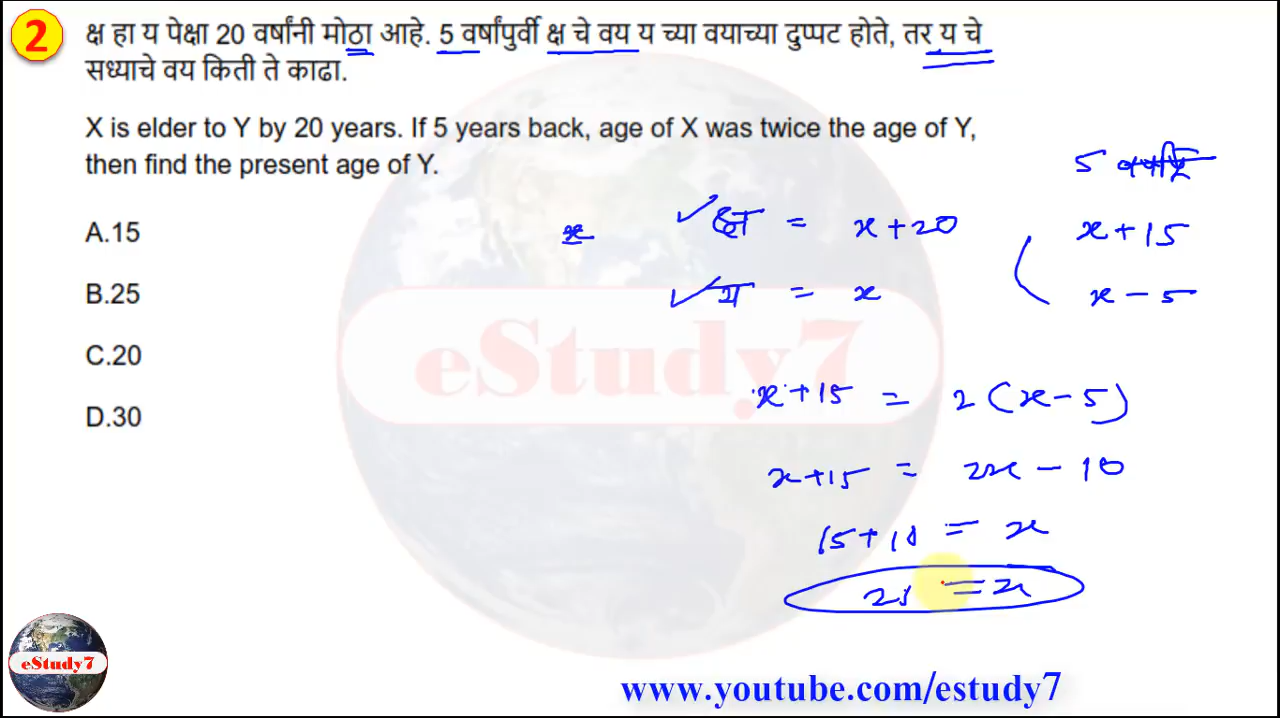 2
क्ष हा य पेक्षा 20 वर्षांनी मोठा आहे. 5 वर्षांपुर्वी क्ष चे वय य च्या वयाच्या दुप्पट होते, तर य चे
सध्याचे वय किती ते काढा.
X is elder to Y by 20 years. If 5 years back, age of X was twice the age of Y,
then find the present age of Y.
A.15
B.25
C.20
D.30
5
x
✓ क्ष = x+20
x+15
✓ य = x
x-5
x+15 = 2(x-5)
x+15 = 2x-10
15+10 = x
25 = x
eStudy7
eStudy7
www.youtube.com/estudy7